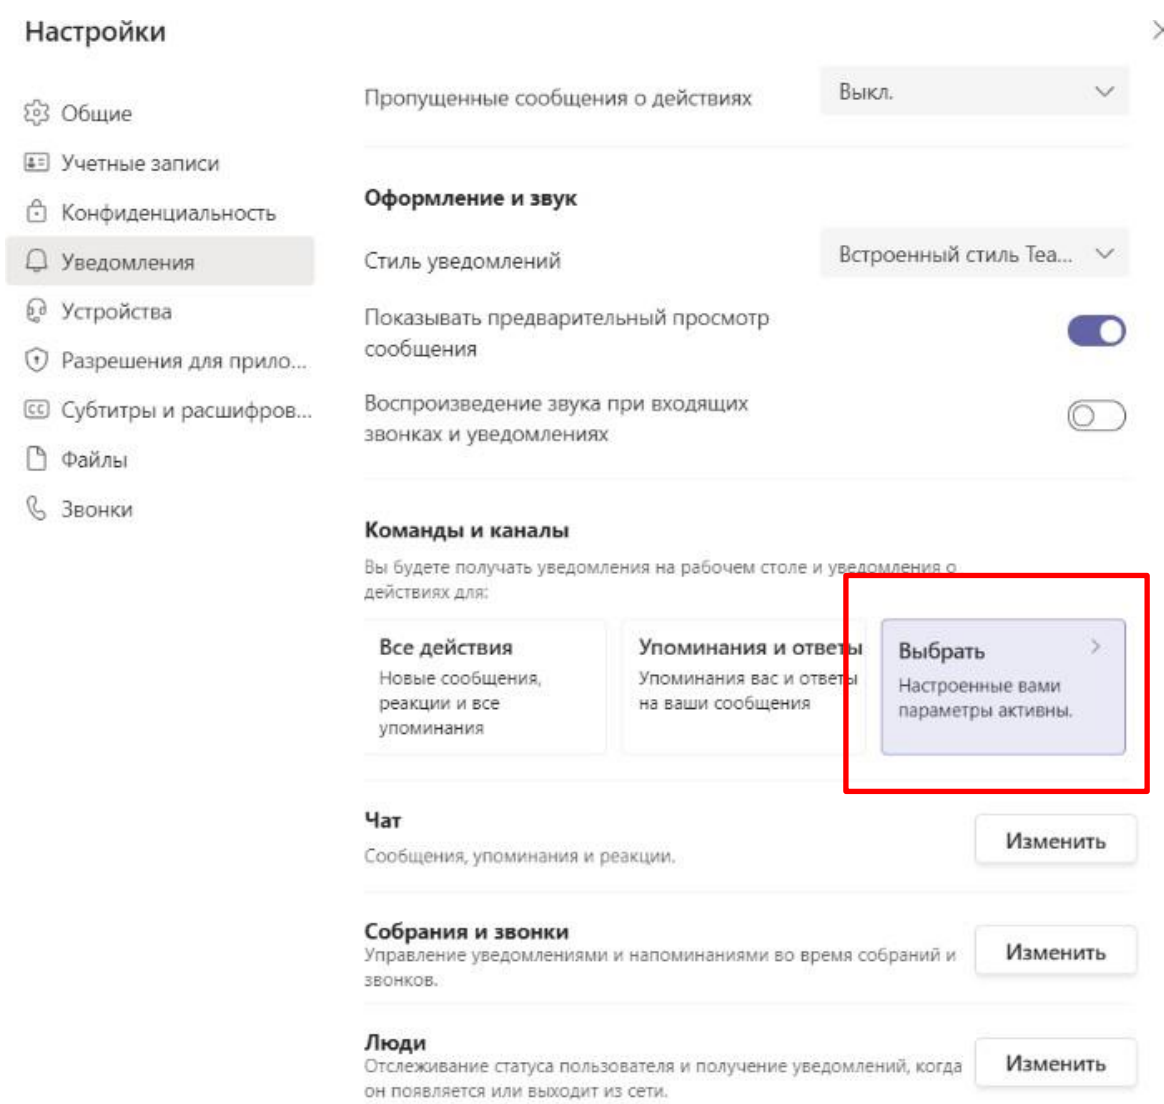 Настройки
Общие
Учетные записи
Конфиденциальность
Уведомления
Устройства
Разрешения для прило...
Субтитры и расшифров...
Файлы
Звонки
Пропущенные сообщения о действиях
Выкл.
Оформление и звук
Стиль уведомлений
Встроенный стиль Tea...
Показывать предварительный просмотр
сообщения
Воспроизведение звука при входящих
звонках и уведомлениях
Команды и каналы
Вы будете получать уведомления на рабочем столе и уведомления о
действиях для:
Все действия
Новые сообщения,
реакции и все
упоминания
Упоминания и ответы
Упоминания вас и ответы
на ваши сообщения
Выбрать
Настроенные вами
параметры активны.
Чат
Сообщения, упоминания и реакции.
Изменить
Собрания и звонки
Управление уведомлениями и напоминаниями во время собраний и
звонков.
Изменить
Люди
Отслеживание статуса пользователя и получение уведомлений, когда
он появляется или выходит из сети.
Изменить